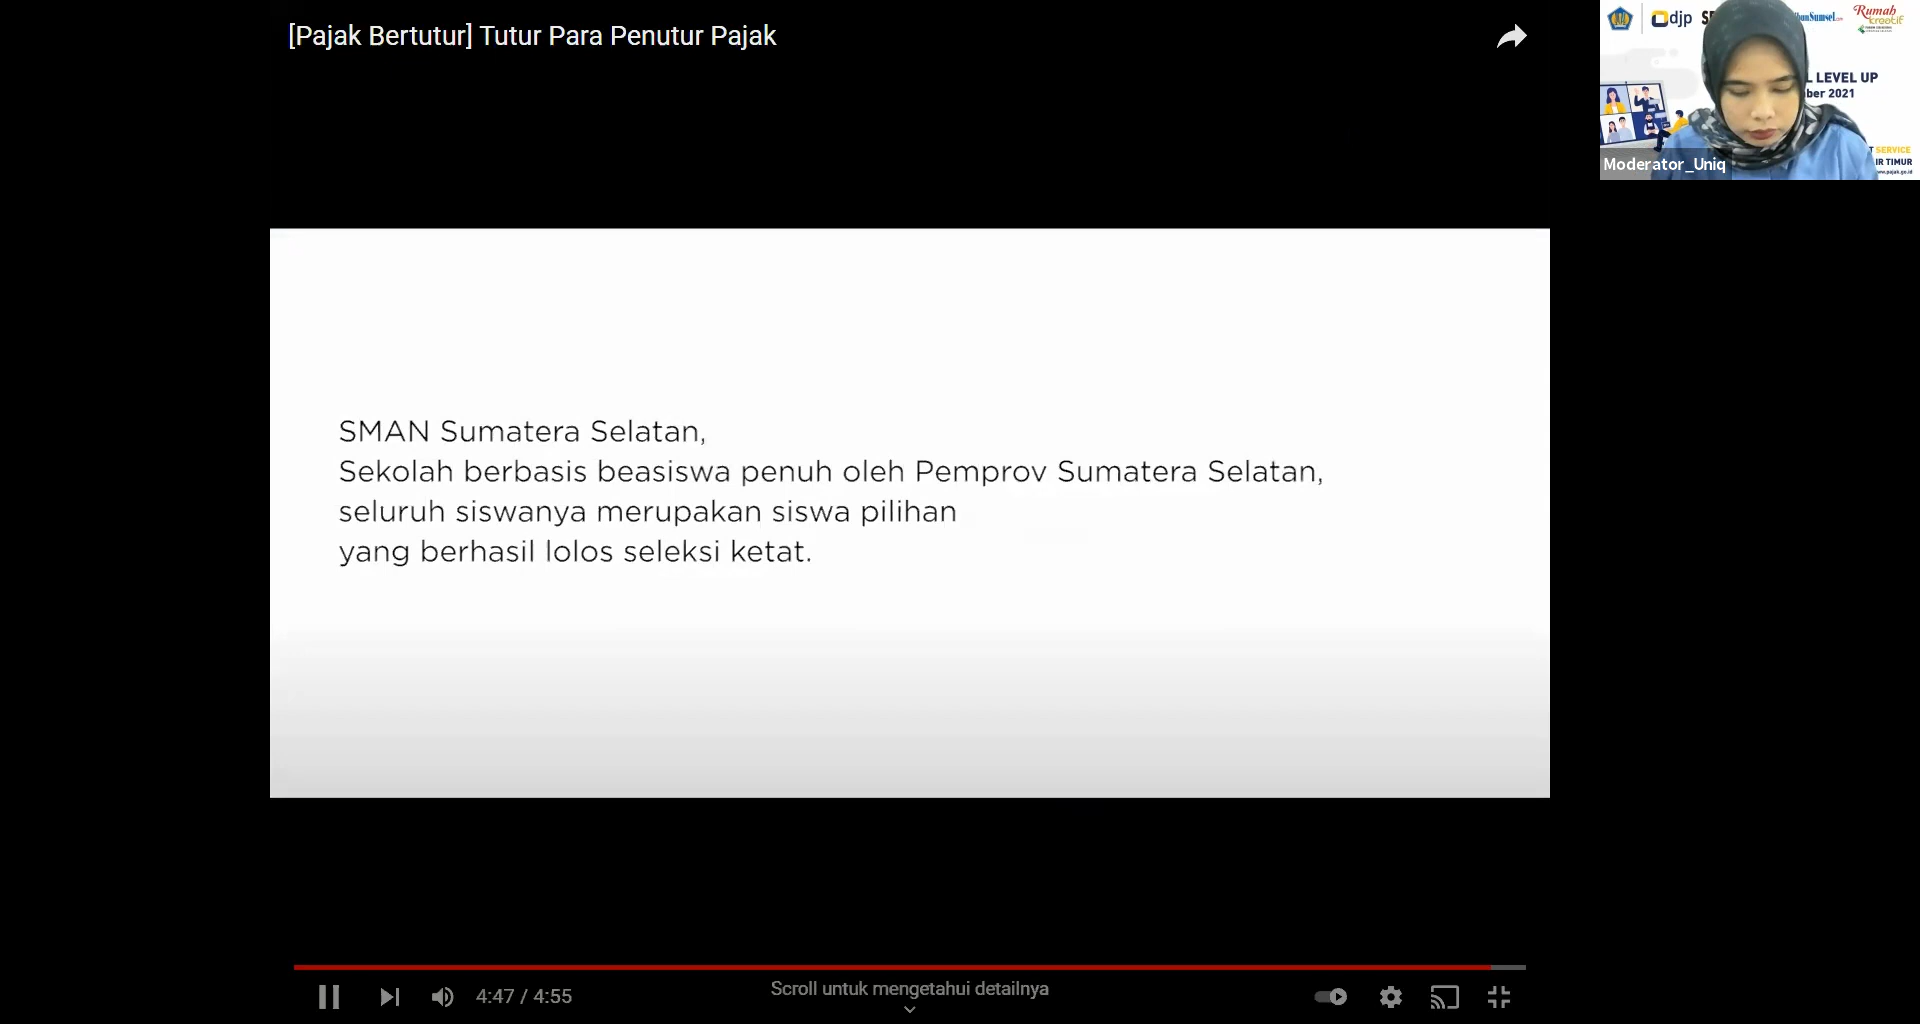 [Pajak Bertutur] Tutur Para Penutur Pajak
djp
Rumah
kreatif
LEVEL UP
ber 2021
SERVICE
IR TIMUR
Moderator_Uniq
SMAN Sumatera Selatan,
Sekolah berbasis beasiswa penuh oleh Pemprov Sumatera Selatan,
seluruh siswanya merupakan siswa pilihan
yang berhasil lolos seleksi ketat.
Scroll untuk mengetahui detailnya
4:47 / 4:55